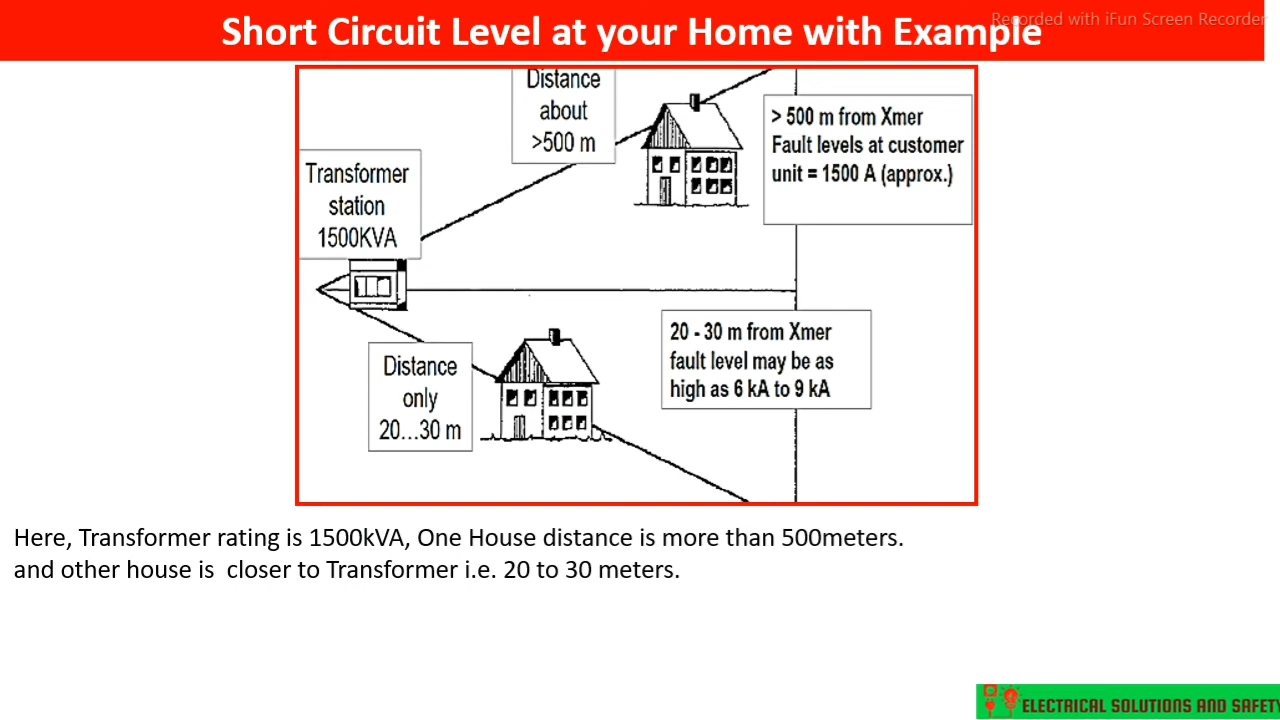 Recorded with iFun Screen Recorder
Short Circuit Level at your Home with Example
Distance
about
>500 m
> 500 m from Xmer
Fault levels at customer
unit = 1500 A (approx.)
Transformer
station
1500KVA
20 - 30 m from Xmer
fault level may be as
high as 6 kA to 9 kA
Distance
only
20...30 m
Here, Transformer rating is 1500kVA, One House distance is more than 500meters.
and other house is closer to Transformer i.e. 20 to 30 meters.
ELECTRICAL SOLUTIONS AND SAFETY